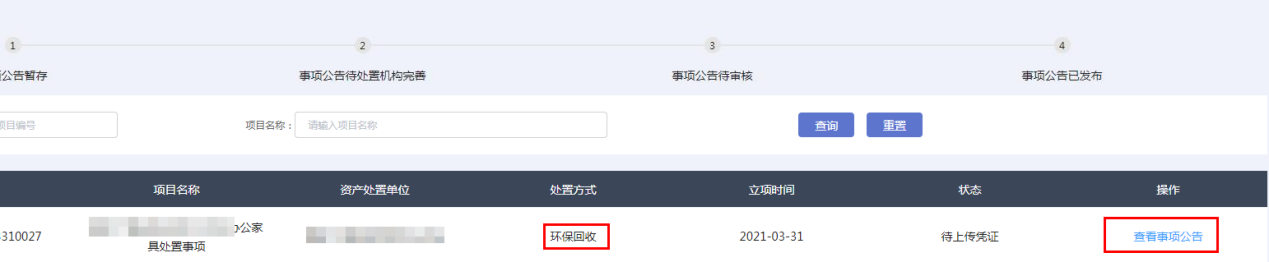 1 2 3 4
公告暂存 事项公告待处置机构完善 事项公告待审核 事项公告已发布
项目编号 项目名称： 请输入项目名称 查询 重置
项目名称 资产处置单位 处置方式 立项时间 状态 操作
310027 办公家 环保回收 2021-03-31 待上传凭证 查看事项公告
具处置事项